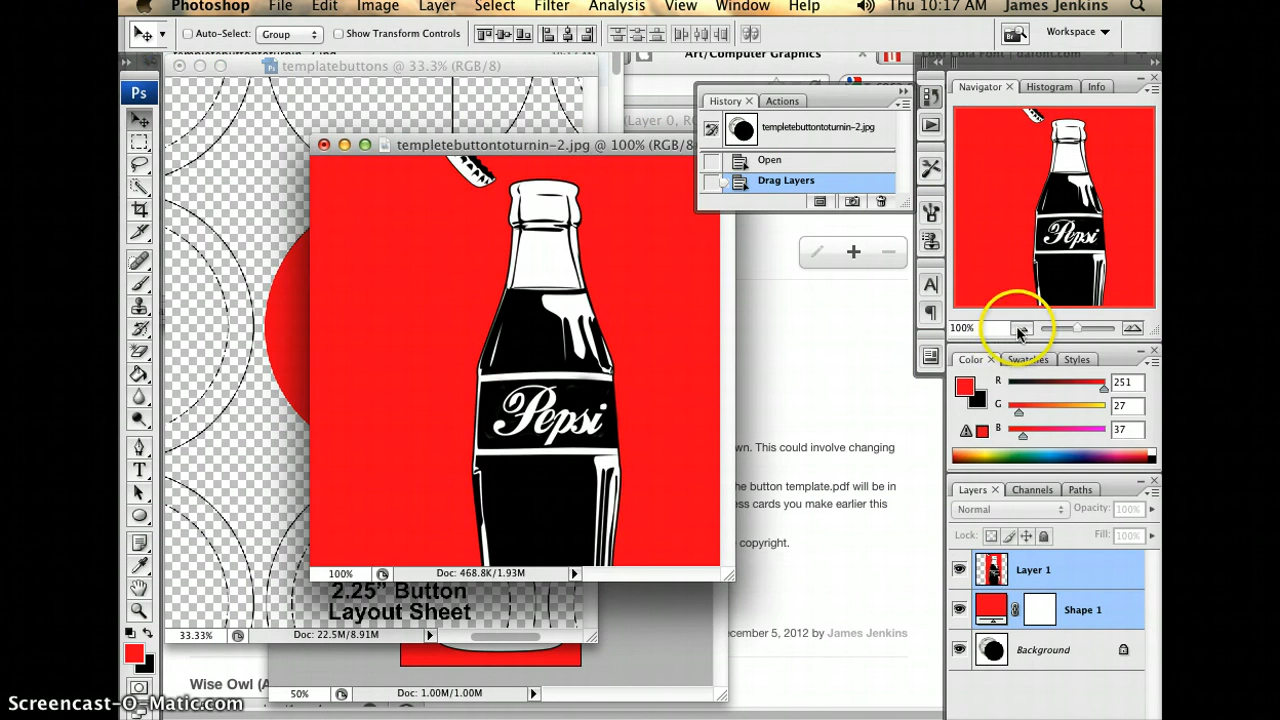 Photoshop File Edit Image Layer Select Filter Analysis View Window Help Thu 10:17 AM James Jenkins
Auto-Select: Group Show Transform Controls Workspace
templatebuttons @ 33.3% (RGB/8)
Art/Computer Graphics
(Layer 0, R
Ps
History Actions
templetebuttontoturnin-2.jpg
Open
Drag Layers
templetebuttontoturnin-2.jpg @ 100% (RGB/8
Pepsi
100% Doc: 468.8K/1.93M
Navigator Histogram Info
Pepsi
100%
Color Swatches Styles
R 251
G 27
B 37
wn. This could involve changing
he button template.pdf will be in
ss cards you make earlier this
e copyright.
Layers Channels Paths
Normal Opacity: 100%
Lock: Fill: 100%
Layer 1
Shape 1
Background
2.25” Button
Layout Sheet
33.33% Doc: 22.5M/8.91M
ecember 5, 2012 by James Jenkins
Wise Owl (A
50% Doc: 1.00M/1.00M
Screencast-O-Matic.com